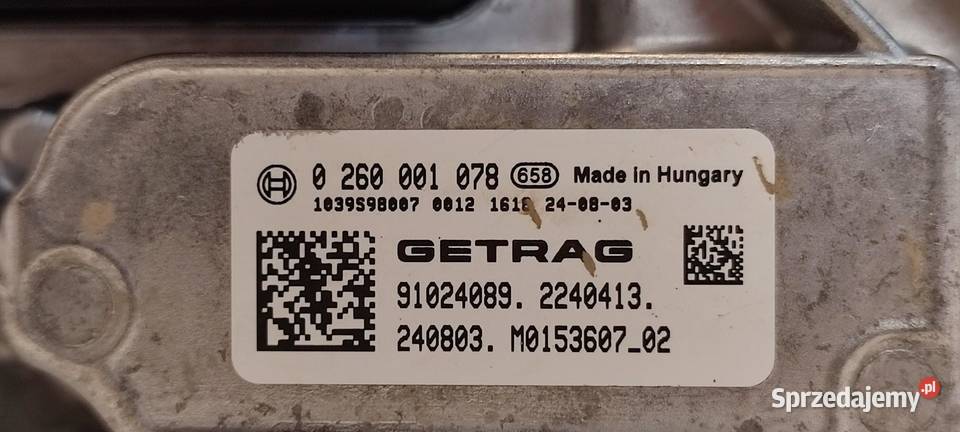 0 260 001 078 658 Made in Hungary
1039S98007 0012 1618 24-08-03
GETRAG
91024089. 2240413.
240803. M0153607_02
Sprzedajemy.pl